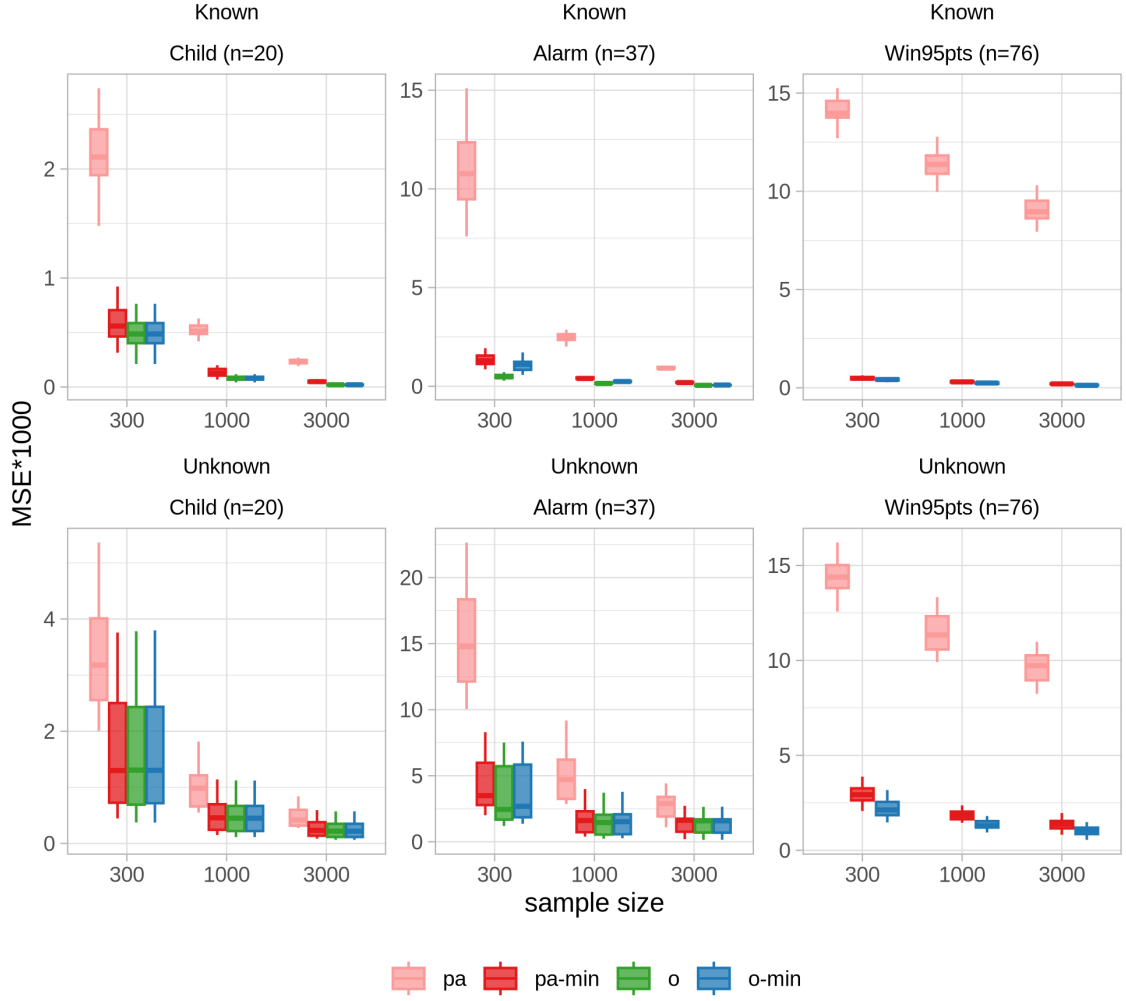 Known Known Known
Child (n=20) Alarm (n=37) Win95pts (n=76)
2
1
0
300 1000 3000
15
10
5
0
300 1000 3000
15
10
5
0
300 1000 3000
MSE*1000
Unknown Unknown Unknown
Child (n=20) Alarm (n=37) Win95pts (n=76)
4
2
0
300 1000 3000
20
15
10
5
0
300 1000 3000
15
10
5
0
300 1000 3000
sample size
pa pa-min o o-min